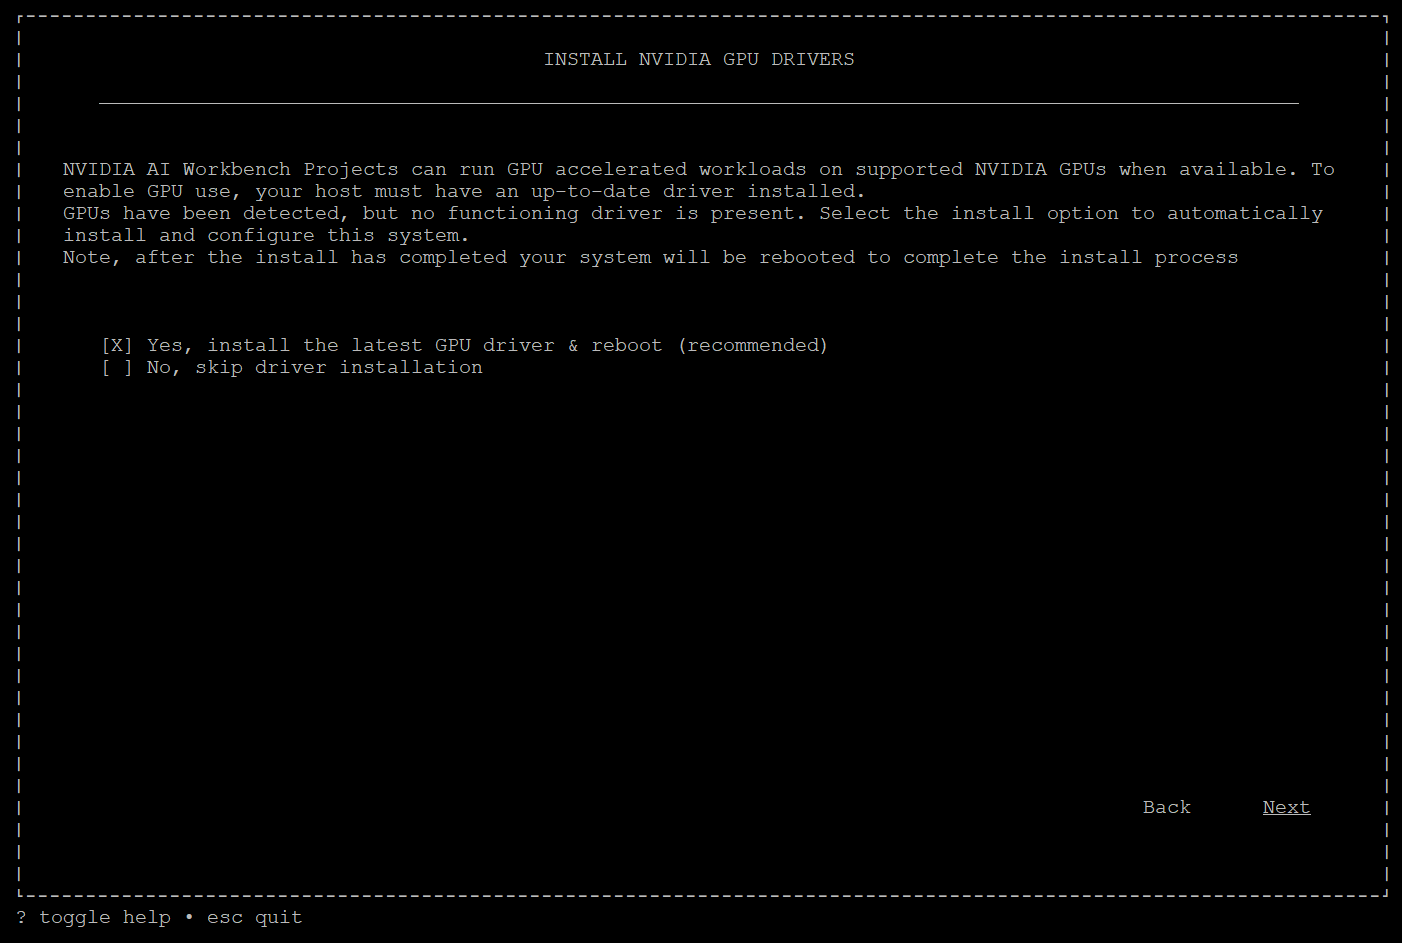 INSTALL NVIDIA GPU DRIVERS
NVIDIA AI Workbench Projects can run GPU accelerated workloads on supported NVIDIA GPUs when available. To
enable GPU use, your host must have an up-to-date driver installed.
GPUs have been detected, but no functioning driver is present. Select the install option to automatically
install and configure this system.
Note, after the install has completed your system will be rebooted to complete the install process
[X] Yes, install the latest GPU driver & reboot (recommended)
[ ] No, skip driver installation
Back Next
? toggle help • esc quit